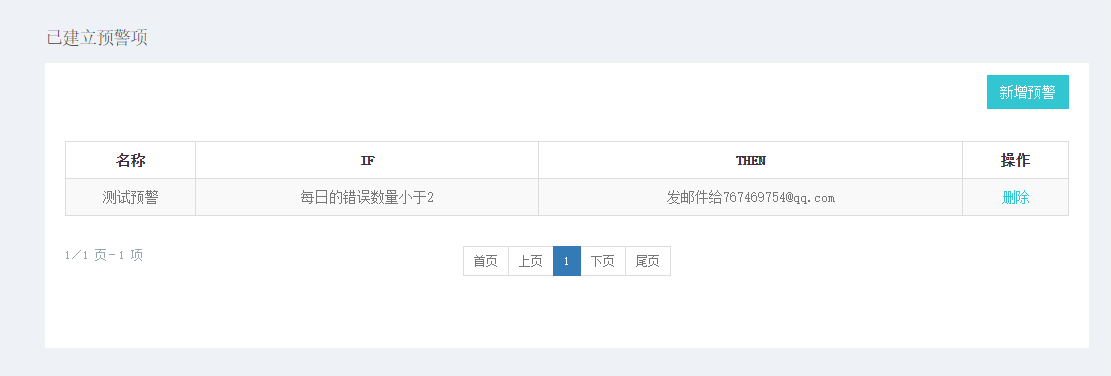 已建立预警项
新增预警
名称 IF THEN 操作
测试预警 每日的错误数量小于2 发邮件给767469754@qq.com 删除
1/1 页-1 项 首页 上页 1 下页 尾页